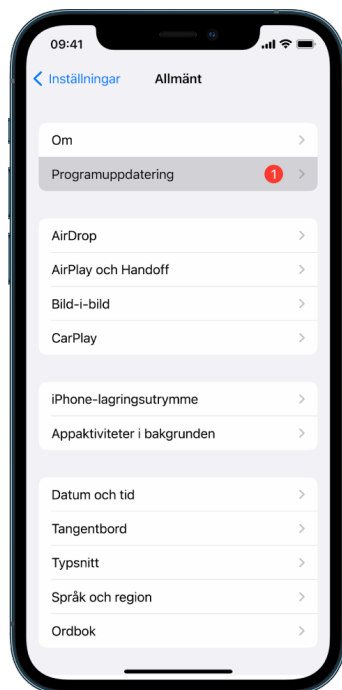 09:41
Inställningar Allmänt
Om
Programuppdatering 1
AirDrop
AirPlay och Handoff
Bild-i-bild
CarPlay
iPhone-lagringsutrymme
Appaktiviteter i bakgrunden
Datum och tid
Tangentbord
Typsnitt
Språk och region
Ordbok